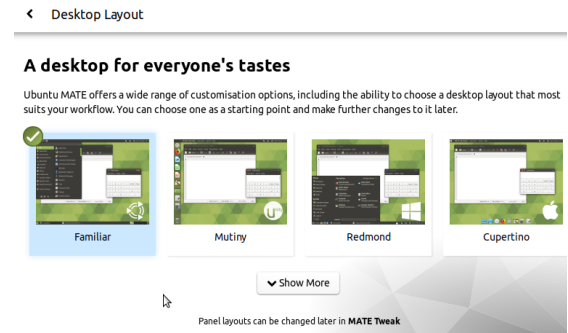 Desktop Layout
A desktop for everyone's tastes
Ubuntu MATE offers a wide range of customisation options, including the ability to choose a desktop layout that most
suits your workflow. You can choose one as a starting point and make further changes to it later.
Familiar Mutiny Redmond Cupertino
Show More
Panel layouts can be changed later in MATE Tweak